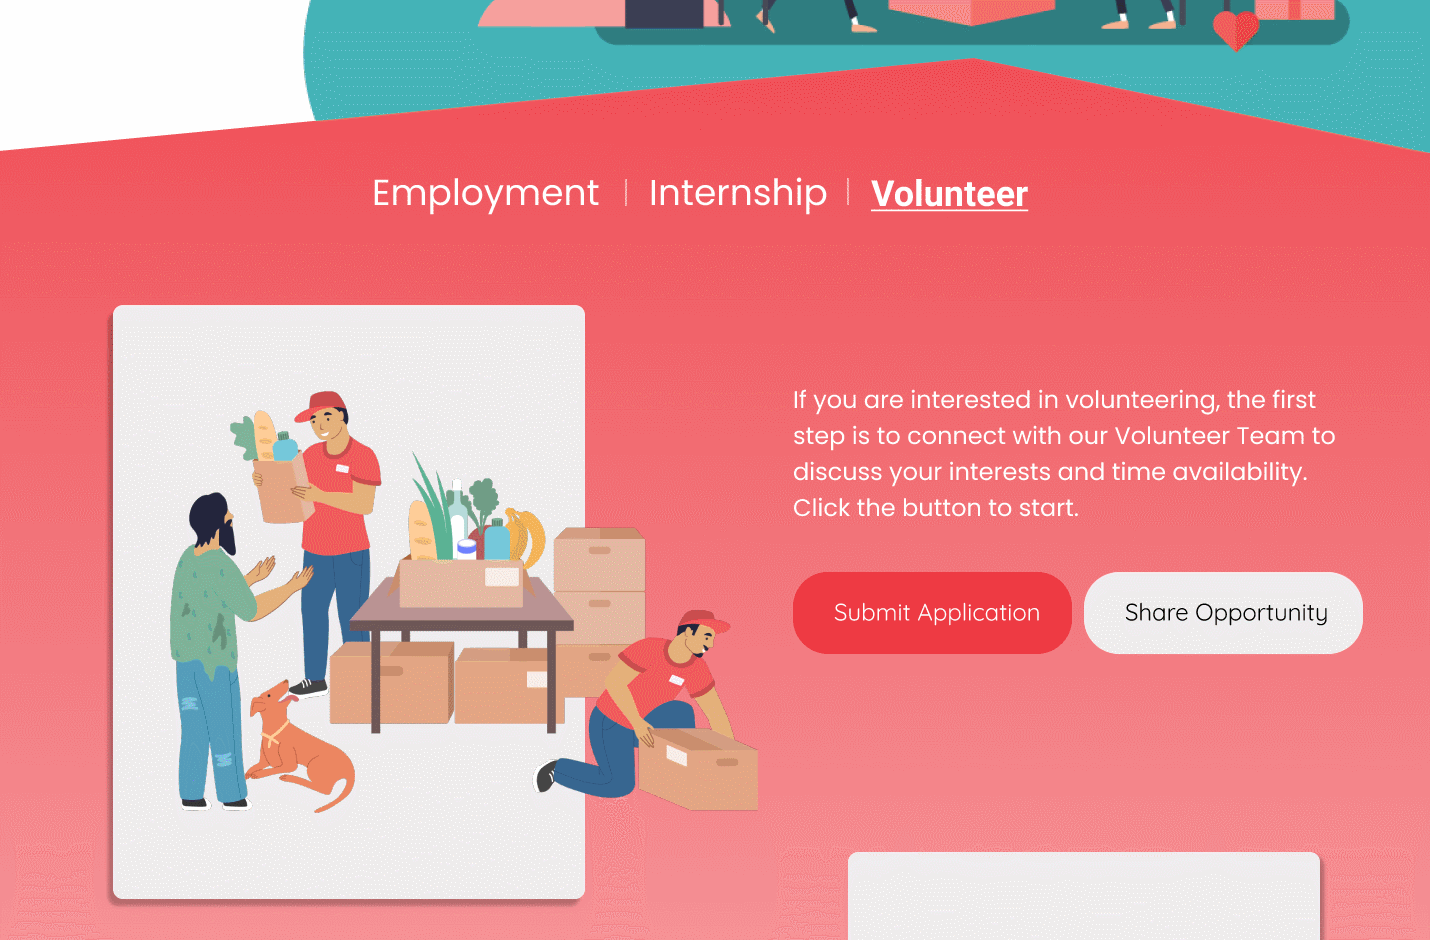 Employment | Internship | Volunteer
If you are interested in volunteering, the first
step is to connect with our Volunteer Team to
discuss your interests and time availability.
Click the button to start.
Submit Application
Share Opportunity